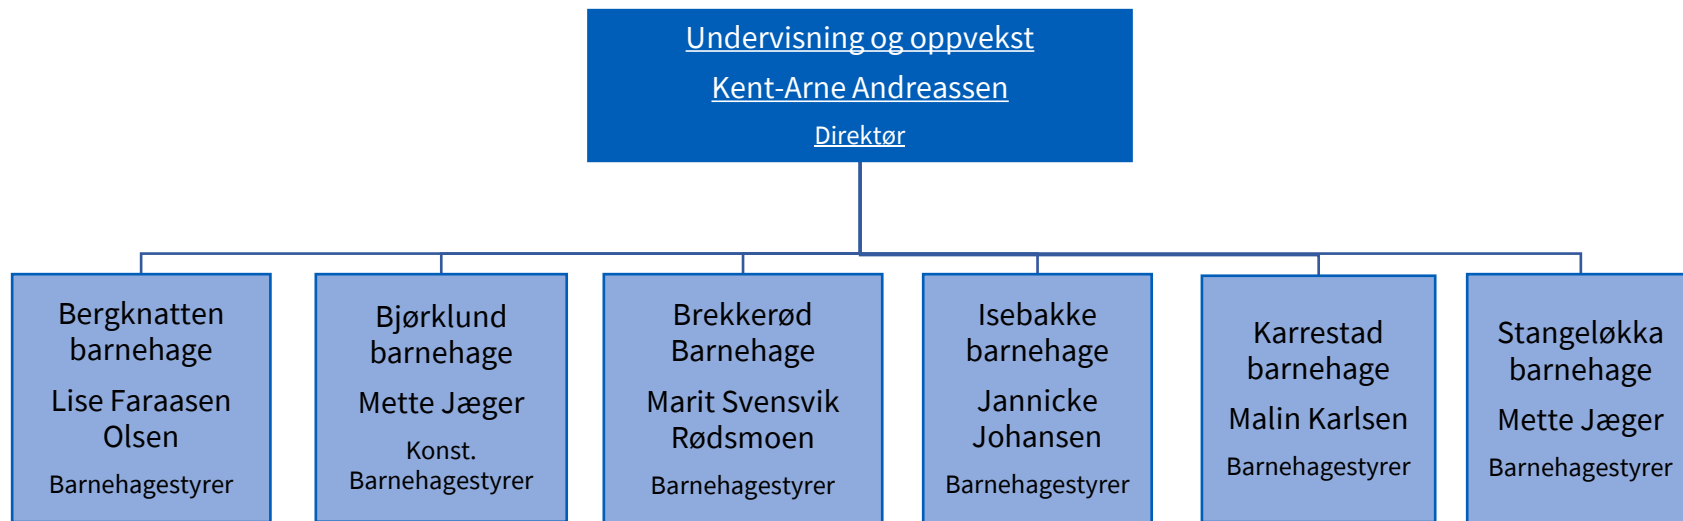 Undervisning og oppvekst
Kent-Arne Andreassen
Direktør
Bergknatten
barnehage
Lise Faraasen
Olsen
Barnehagestyrer
Bjørklund
barnehage
Mette Jæger
Konst.
Barnehagestyrer
Brekkerød
Barnehage
Marit Svensvik
Rødsmoen
Barnehagestyrer
Isebakke
barnehage
Jannicke
Johansen
Barnehagestyrer
Karrestad
barnehage
Malin Karlsen
Barnehagestyrer
Stangeløkka
barnehage
Mette Jæger
Barnehagestyrer